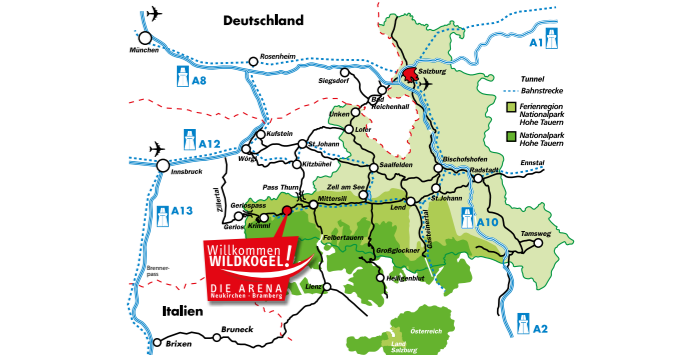 Deutschland
München
Rosenheim
A8
A1
Salzburg
Siegsdorf
Bad
Reichenhall
Unken
Lofer
Tunnel
Bahnstrecke
Ferienregion
Nationalpark
Hohe Tauern
Nationalpark
Hohe Tauern
Kufstein
A12
Wörgl
St.Johann
Kitzbühel
Innsbruck
Saalfelden
Bischofshofen
Radstadt
Ennstal
Pass Thurn
Zell am See
St.Johann
Zillertal
Gerlospass
Mittersill
Lend
A13
Gerlos
Krimml
Gasteinertal
A10
Tamsweg
Felbertauern
Großglockner
Willkommen
WILDKOGEL!
DIE ARENA
Neukirchen · Bramberg
Brenner-
pass
Heiligenblut
Lienz
Italien
A2
Österreich
Bruneck
Land
Salzburg
Brixen